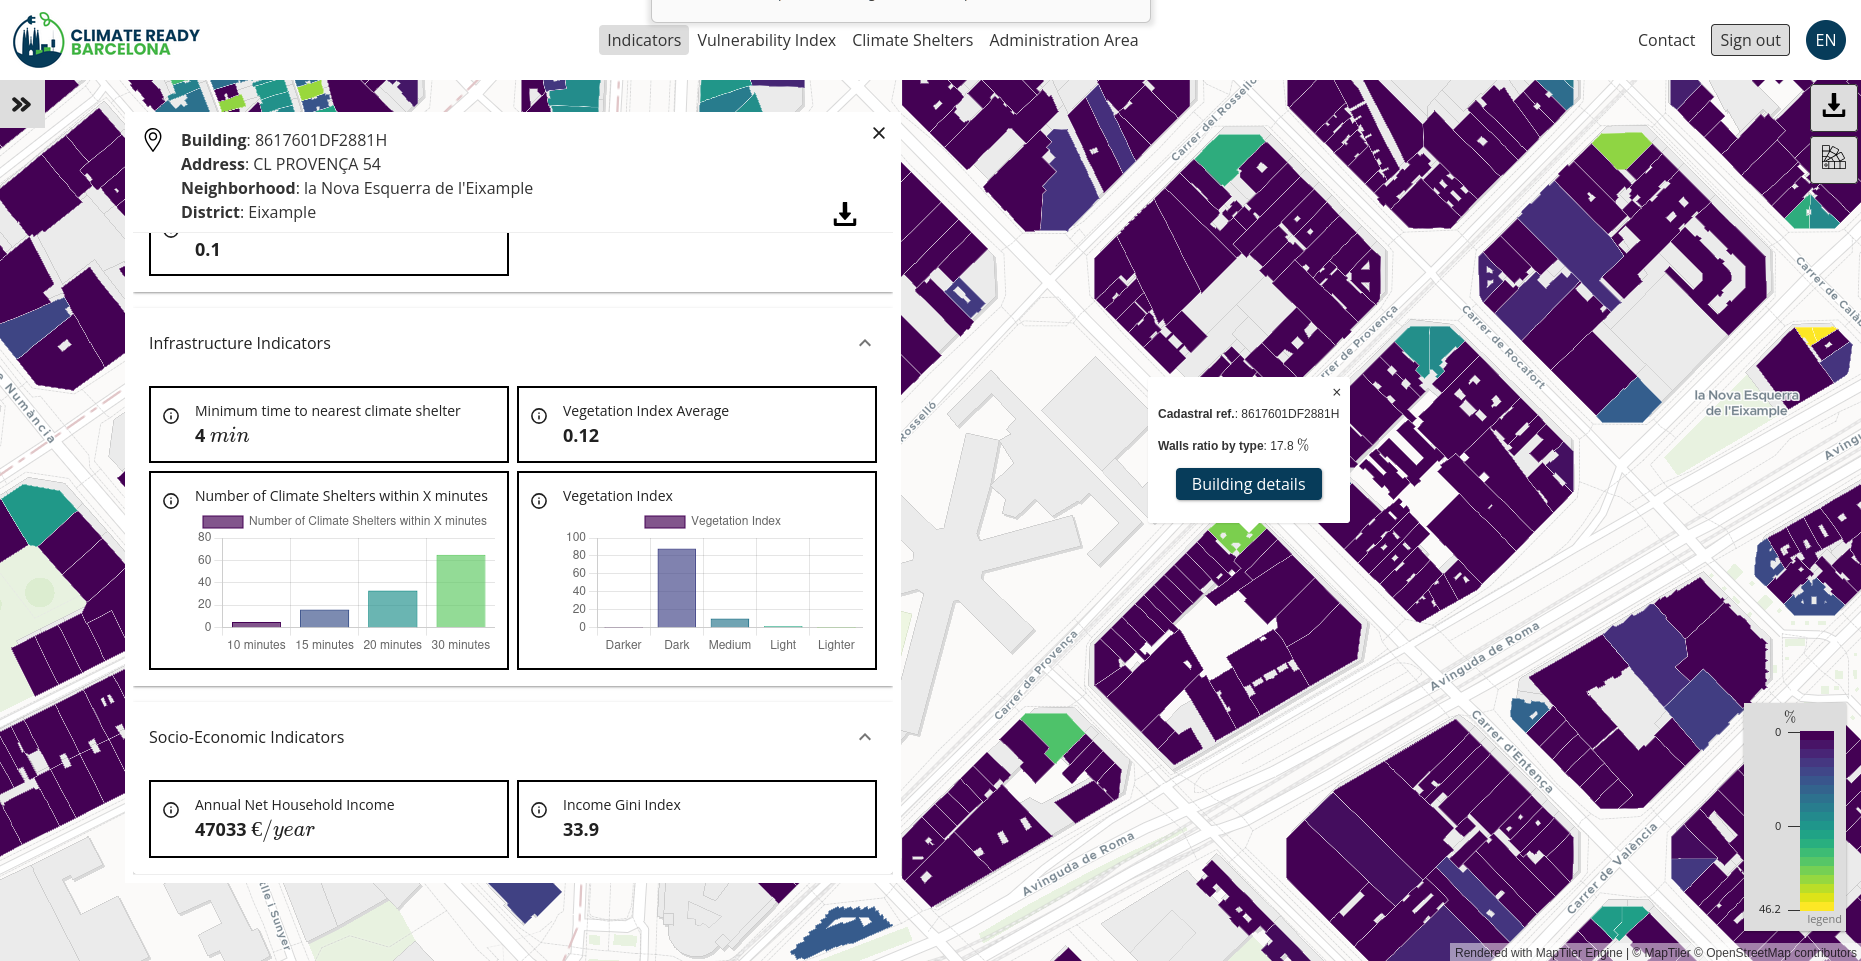 CLIMATE READY
BARCELONA
Indicators
Vulnerability Index
Climate Shelters
Administration Area
Contact
Sign out
EN
Building: 8617601DF2881H
Address: CL PROVENÇA 54
Neighborhood: la Nova Esquerra de l'Eixample
District: Eixample
0.1
Infrastructure Indicators
Minimum time to nearest climate shelter
4 min
Vegetation Index Average
0.12
Number of Climate Shelters within X minutes
Number of Climate Shelters within X minutes
80
60
40
20
0
10 minutes
15 minutes
20 minutes
30 minutes
Vegetation Index
Vegetation Index
100
80
60
40
20
0
Darker
Dark
Medium
Light
Lighter
Socio-Economic Indicators
Annual Net Household Income
47033 €/year
Income Gini Index
33.9
Carrer del Rosselló
Carrer de Provença
Carrer de Rocafort
la Nova Esquerra
de l'Eixample
Cadastral ref.: 8617601DF2881H
Walls ratio by type: 17.8 %
Building details
Carrer de Provença
Avinguda de Roma
Carrer d'Entença
Avinguda de Roma
Carrer de València
%
0
0
46.2
legend
Rendered with MapTiler Engine | © MapTiler © OpenStreetMap contributors